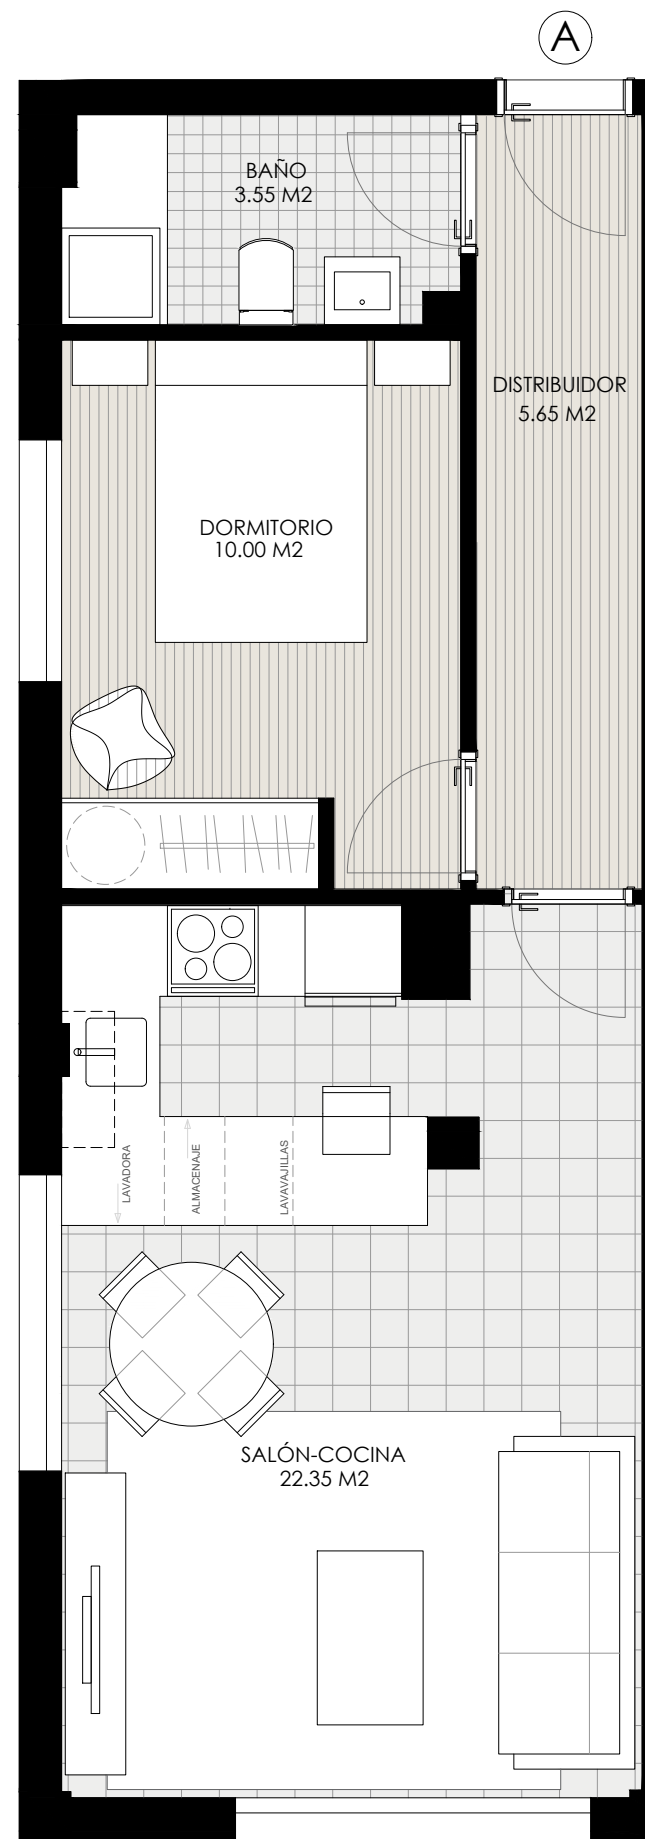 A
BAÑO
3.55 M2
DISTRIBUIDOR
5.65 M2
DORMITORIO
10.00 M2
LAVADORA
ALMACENAJE
LAVAVAJILLAS
SALÓN-COCINA
22.35 M2